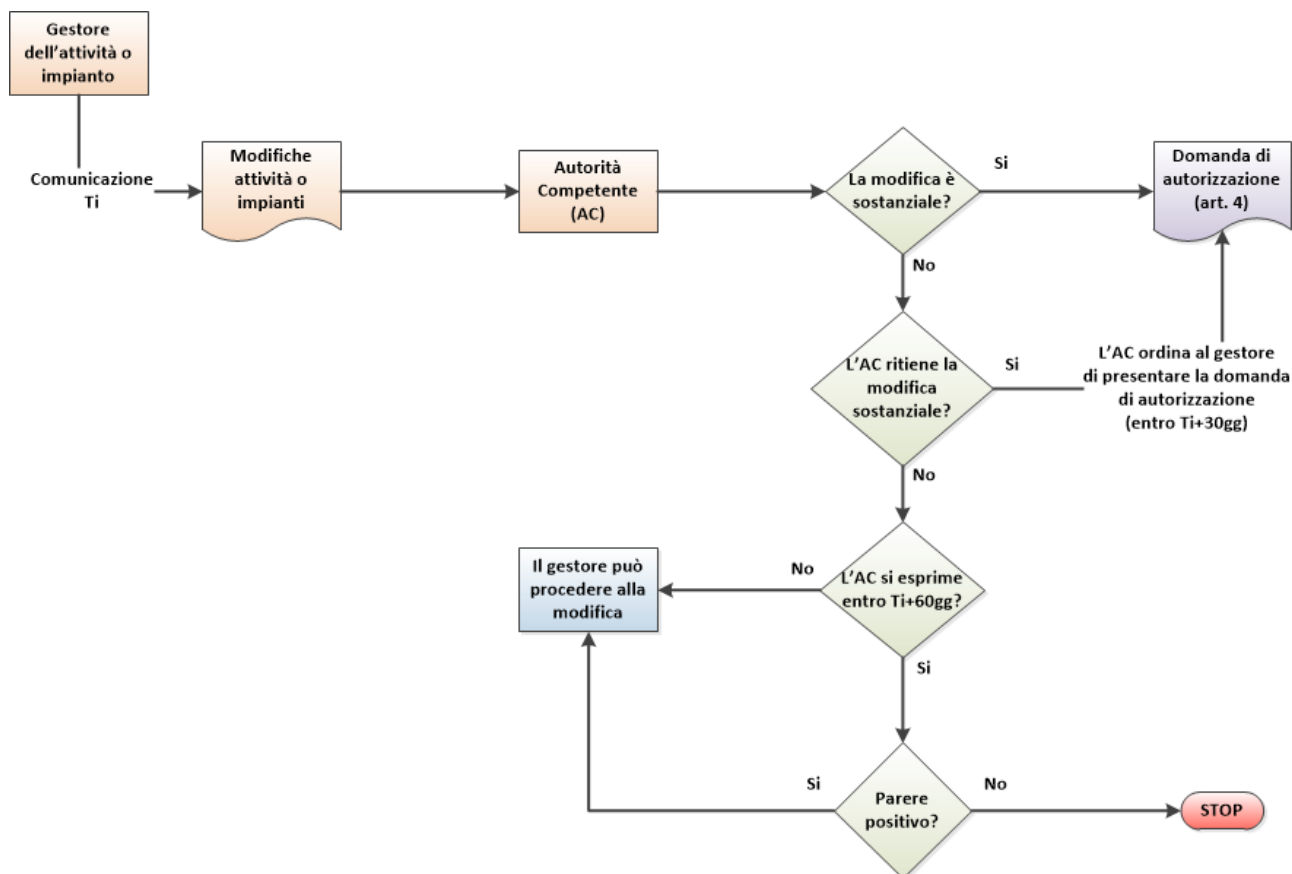 Gestore
dell'attività o
impianto
Comunicazione
Ti
Modifiche
attività o
impianti
Autorità
Competente
(AC)
La modifica è
sostanziale?
Si
Domanda di
autorizzazione
(art. 4)
No
L'AC ritiene la
modifica
sostanziale?
Si
L'AC ordina al gestore
di presentare la domanda
di autorizzazione
(entro Ti+30gg)
No
L'AC si esprime
entro Ti+60gg?
No
Il gestore può
procedere alla
modifica
Si
Parere
positivo?
Si
No
STOP